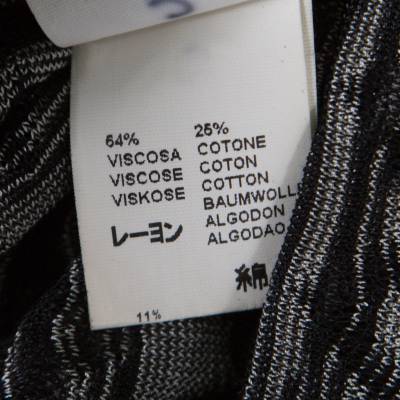 64% 25%
VISCOSA COTONE
VISCOSE COTON
VISKOSE COTTON
レーヨン BAUMWOLLE
ALGODON
ALGODAO
綿
11%